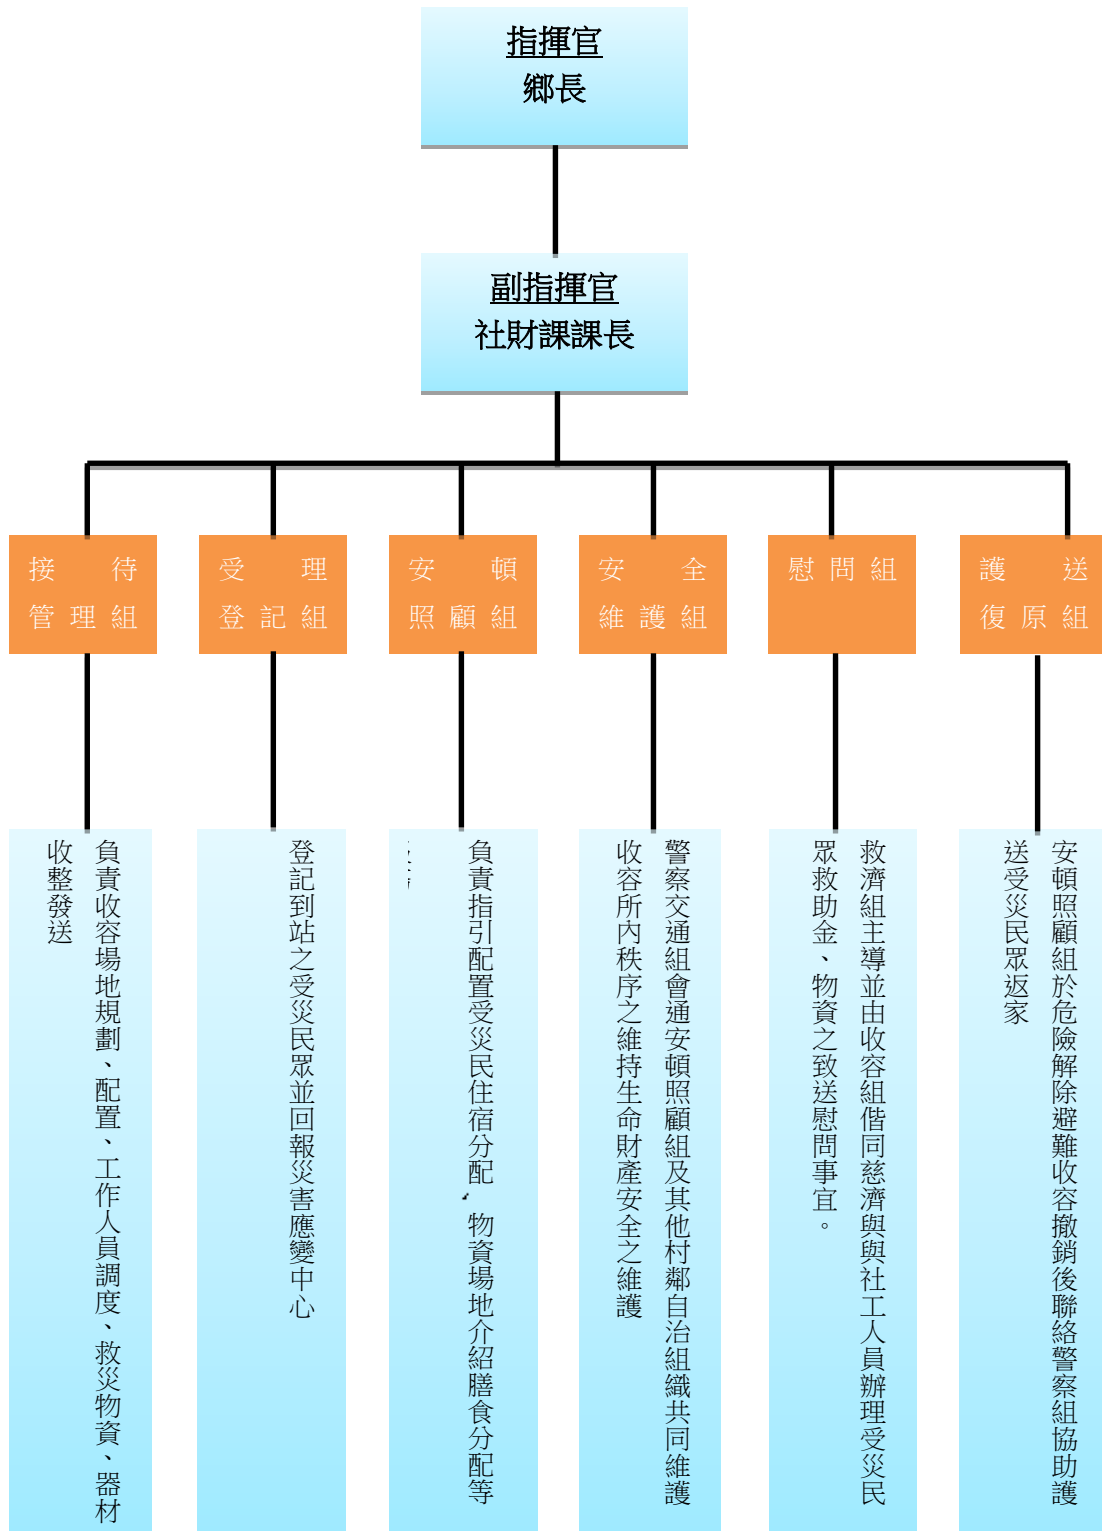 指揮官
鄉長
副指揮官
社財課課長
接待
管理組
受理
登記組
安頓
照顧組
安全
維護組
慰問組
護送
復原組
負責收容場地規劃、配置、工作人員調度、救災物資、器材
收整發送
登記到站之受災民眾並回報災害應變中心
負責指引配置受災民住宿分配，物資場地介紹膳食分配等
警察交通組會通安頓照顧組及其他村鄰自治組織共同維護
收容所內秩序之維持生命財產安全之維護
救濟組主導並由收容組偕同慈濟與與社工人員辦理受災民
眾救助金、物資之致送慰問事宜。
安頓照顧組於危險解除避難收容撤銷後聯絡警察組協助護
送受災民眾返家